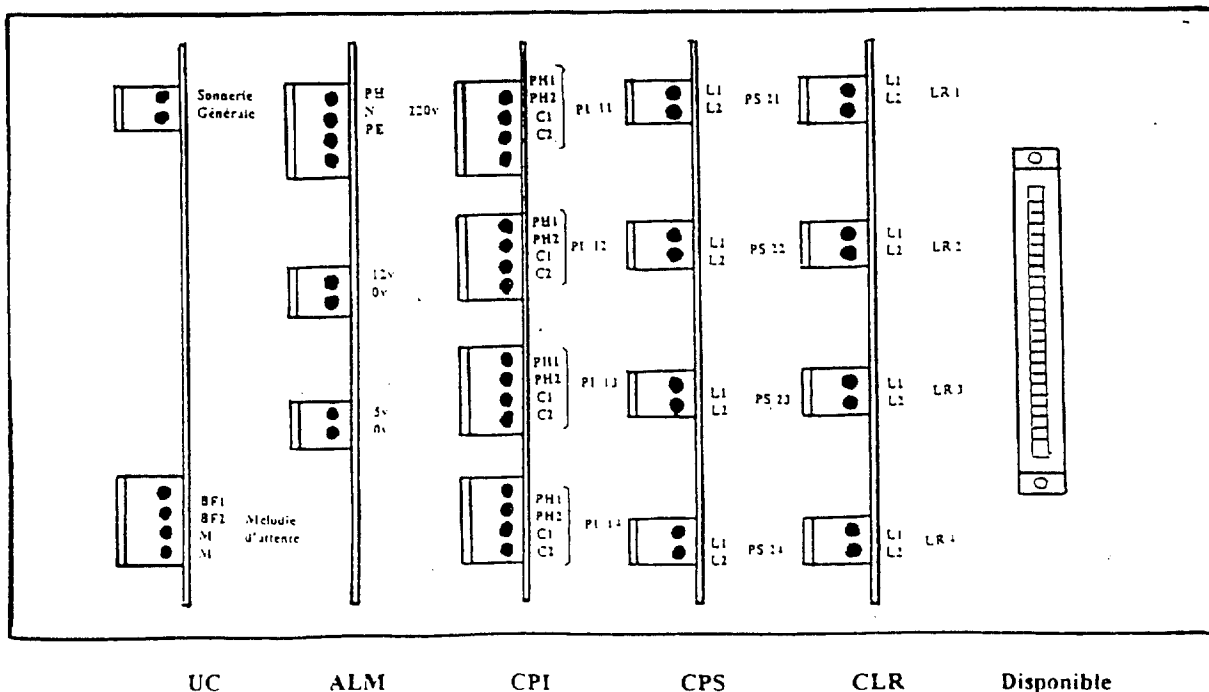 Sonnerie
Générale
BF1
BF2
M
M
Mélodie
d'attente
PH
N
PE
220v
12v
0v
5v
0v
PH1
PH2
C1
C2
PI 11
PH1
PH2
C1
C2
PI 12
PH1
PH2
C1
C2
PI 13
PH1
PH2
C1
C2
PI 14
L1
L2
PS 21
L1
L2
PS 22
L1
L2
PS 23
L1
L2
PS 24
L1
L2
LR 1
L1
L2
LR 2
L1
L2
LR 3
L1
L2
LR 4
UC ALM CPI CPS CLR Disponible